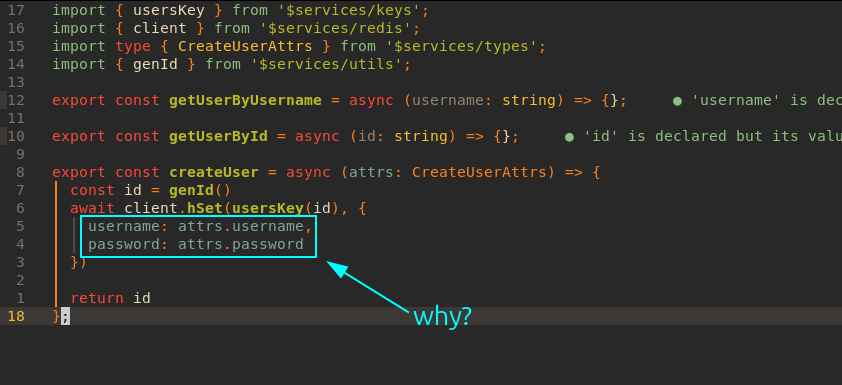 17 import { usersKey } from '$services/keys';
16 import { client } from '$services/redis';
15 import type { CreateUserAttrs } from '$services/types';
14 import { genId } from '$services/utils';
13
12 export const getUserByUsername = async (username: string) => {}; ● 'username' is dec
11
10 export const getUserById = async (id: string) => {}; ● 'id' is declared but its valu
9
8 export const createUser = async (attrs: CreateUserAttrs) => {
7 const id = genId()
6 await client.hSet(usersKey(id), {
5 username: attrs.username,
4 password: attrs.password
3 })
2
1 return id
18 };
why?